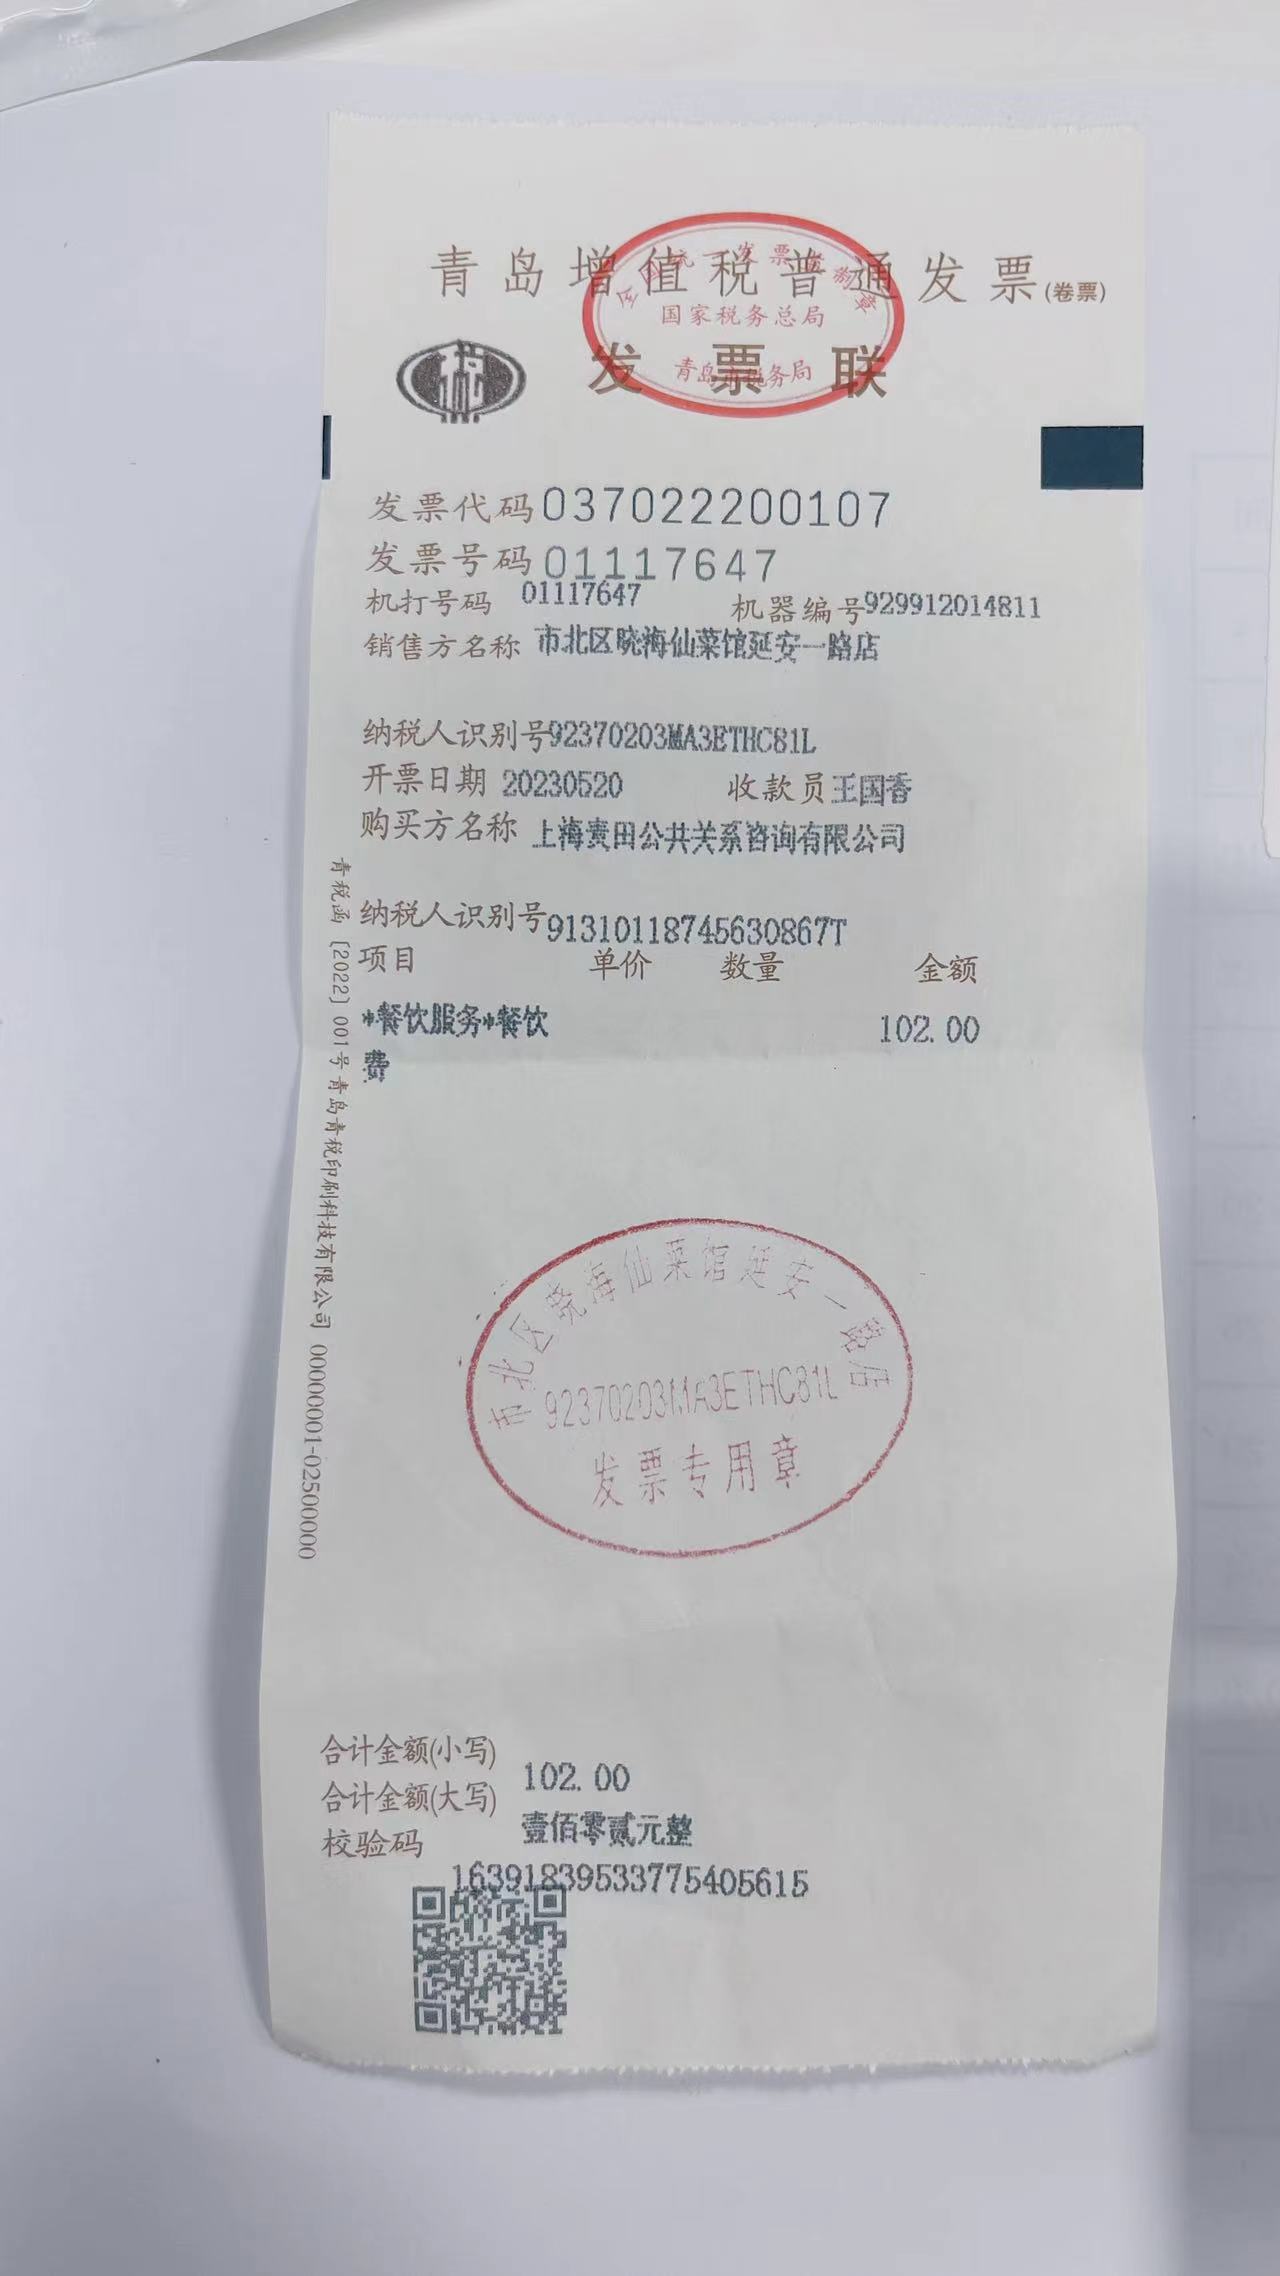 青岛增值税普通发票(卷票)
全国统一发票监制章
国家税务总局
青岛市税务局
发票联
发票代码037022200107
发票号码01117647
机打号码 01117647 机器编号929912014811
销售方名称 市北区晓海仙菜馆延安一路店
纳税人识别号92370203MA3ETHC81L
开票日期 20230520 收款员王国香
购买方名称 上海麦田公共关系咨询有限公司
纳税人识别号91310118745630867T
项目 单价 数量 金额
*餐饮服务*餐饮 102.00
费
青税函〔2022〕001号青岛青税印刷科技有限公司 00000001-02500000
市北区晓海仙菜馆延安一路店
92370203MA3ETHC81L
发票专用章
合计金额(小写) 102.00
合计金额(大写) 壹佰零贰元整
校验码 16391839533775405615